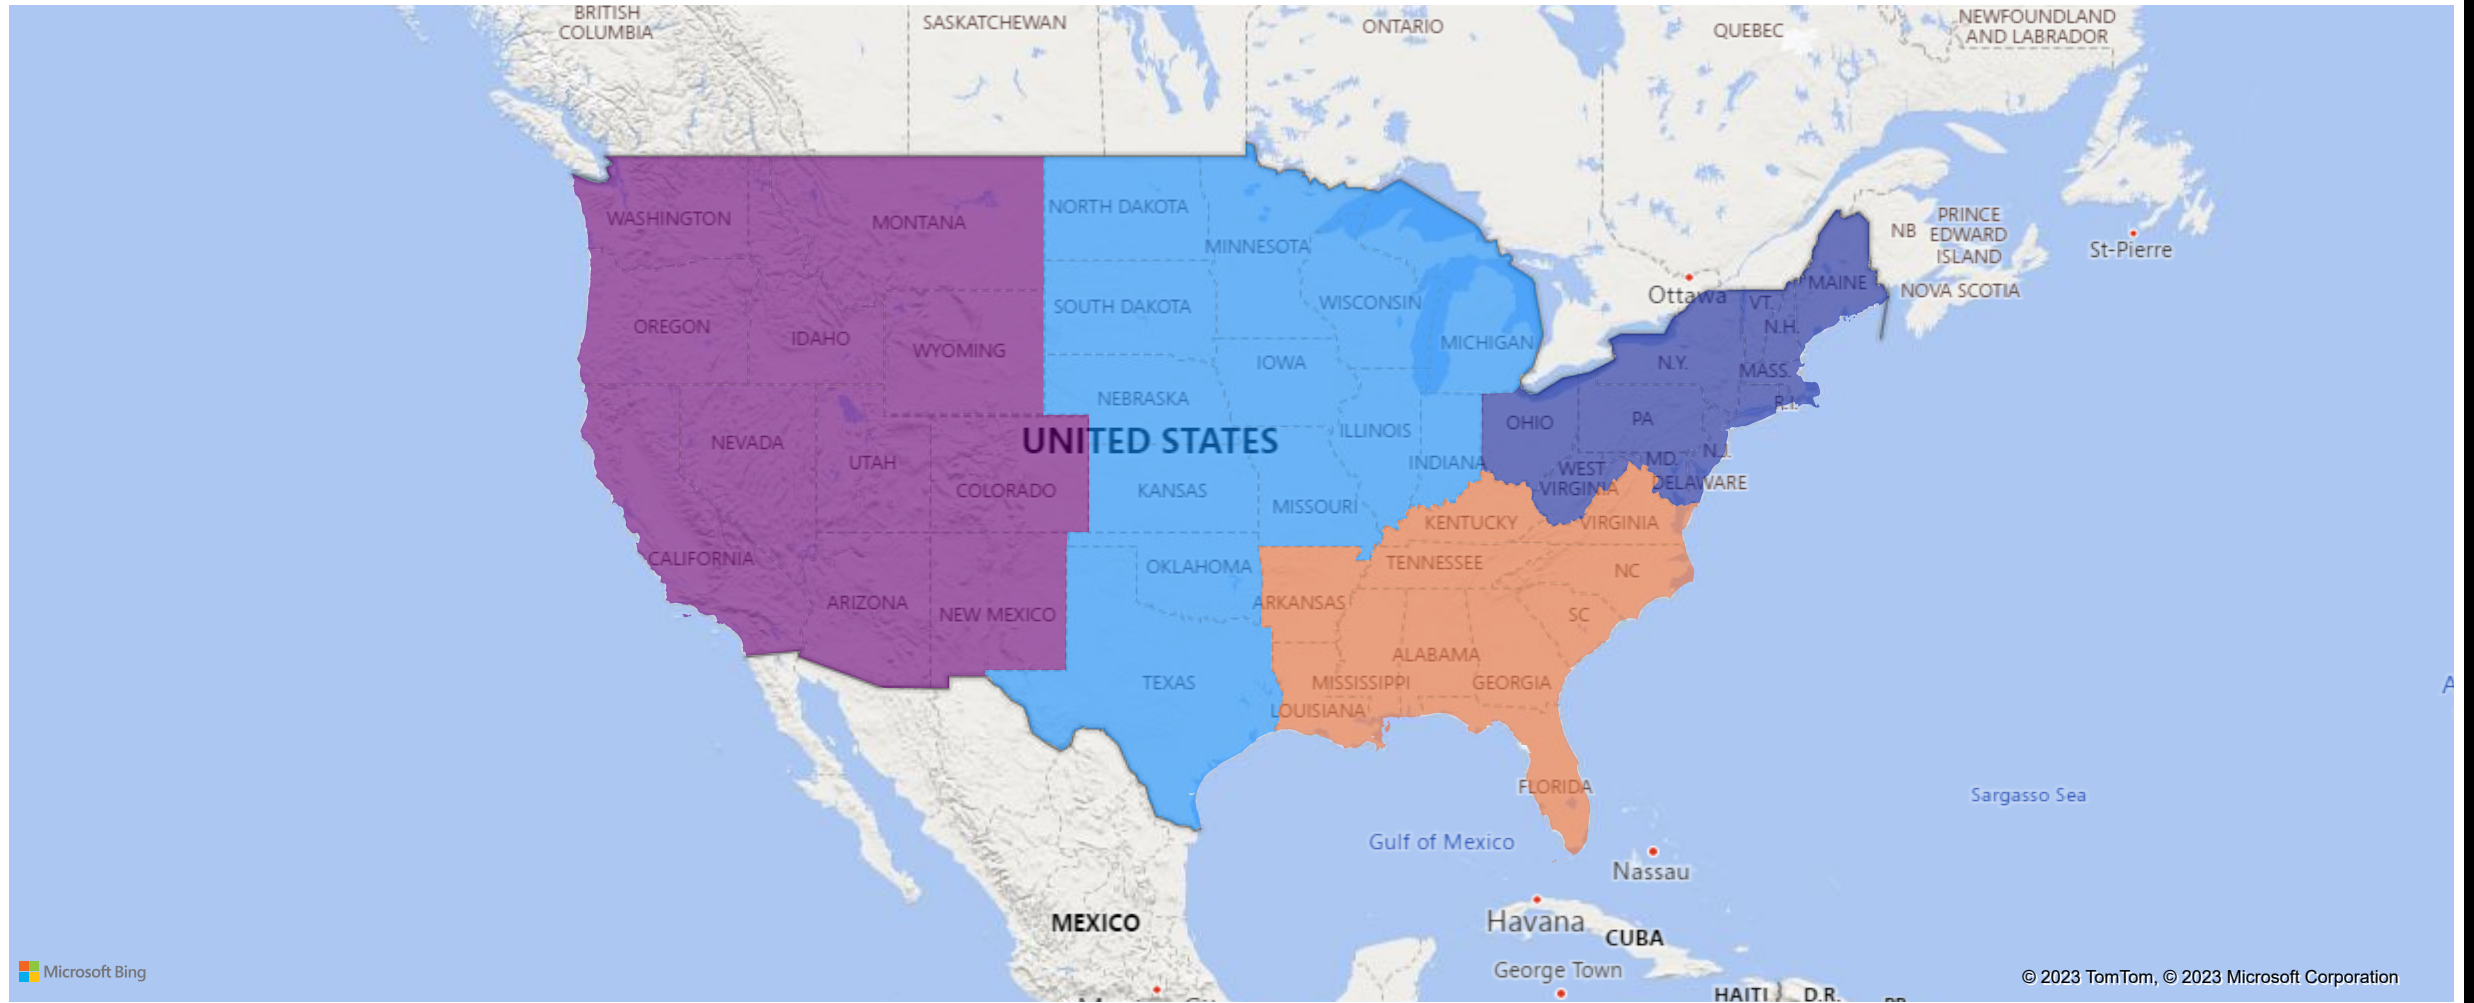 BRITISH
COLUMBIA
SASKATCHEWAN
ONTARIO
QUEBEC
NEWFOUNDLAND
AND LABRADOR
WASHINGTON
MONTANA
NORTH DAKOTA
MINNESOTA
NB
PRINCE
EDWARD
ISLAND
St-Pierre
MAINE
NOVA SCOTIA
Ottawa
VT.
N.H.
OREGON
IDAHO
WYOMING
SOUTH DAKOTA
WISCONSIN
MICHIGAN
IOWA
N.Y.
MASS.
R.I.
NEBRASKA
NEVADA
UTAH
UNITED STATES
ILLINOIS
OHIO
PA
N.J.
COLORADO
KANSAS
INDIANA
WEST
VIRGINIA
MD.
DELAWARE
MISSOURI
KENTUCKY
VIRGINIA
CALIFORNIA
OKLAHOMA
TENNESSEE
NC
ARIZONA
NEW MEXICO
ARKANSAS
SC
TEXAS
ALABAMA
MISSISSIPPI
GEORGIA
LOUISIANA
FLORIDA
Sargasso Sea
Gulf of Mexico
Nassau
MEXICO
Havana
CUBA
George Town
HAITI
D.R.
Microsoft Bing
© 2023 TomTom, © 2023 Microsoft Corporation